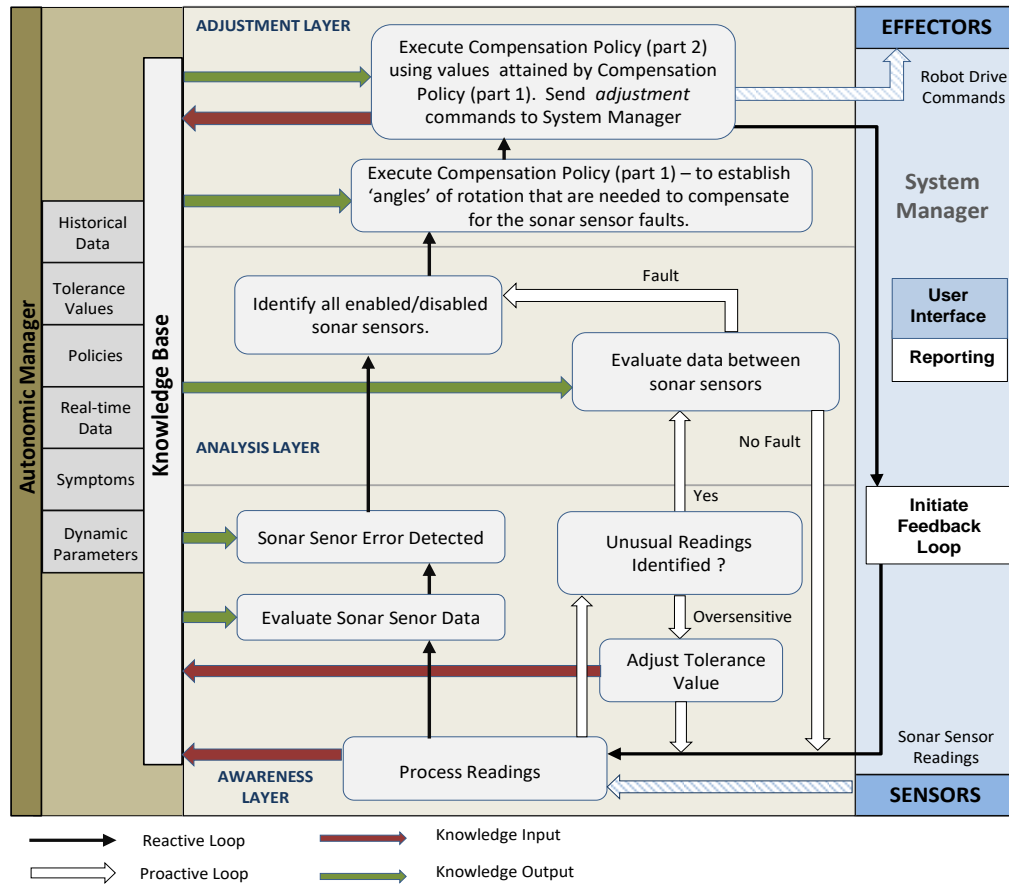 ADJUSTMENT LAYER
EFFECTORS
Execute Compensation Policy (part 2)
using values attained by Compensation
Policy (part 1). Send adjustment
commands to System Manager
Robot Drive
Commands
Execute Compensation Policy (part 1) – to establish
‘angles’ of rotation that are needed to compensate
for the sonar sensor faults.
System
Manager
Autonomic Manager
Historical
Data
Tolerance
Values
Policies
Real-time
Data
Symptoms
Dynamic
Parameters
Knowledge Base
Fault
Identify all enabled/disabled
sonar sensors.
User
Interface
Reporting
Evaluate data between
sonar sensors
ANALYSIS LAYER
No Fault
Yes
Sonar Senor Error Detected
Unusual Readings
Identified ?
Initiate
Feedback
Loop
Evaluate Sonar Senor Data
Oversensitive
Adjust Tolerance
Value
Process Readings
Sonar Sensor
Readings
AWARENESS
LAYER
SENSORS
Reactive Loop
Knowledge Input
Proactive Loop
Knowledge Output